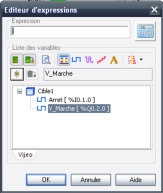 Editeur d'expressions
Expression
Liste des variables
V_Marche
Cible1
Arret [ %I0.1.0 ]
V_Marche [ %Q0.2.0 ]
Vijeo
OK
Annuler
Aide